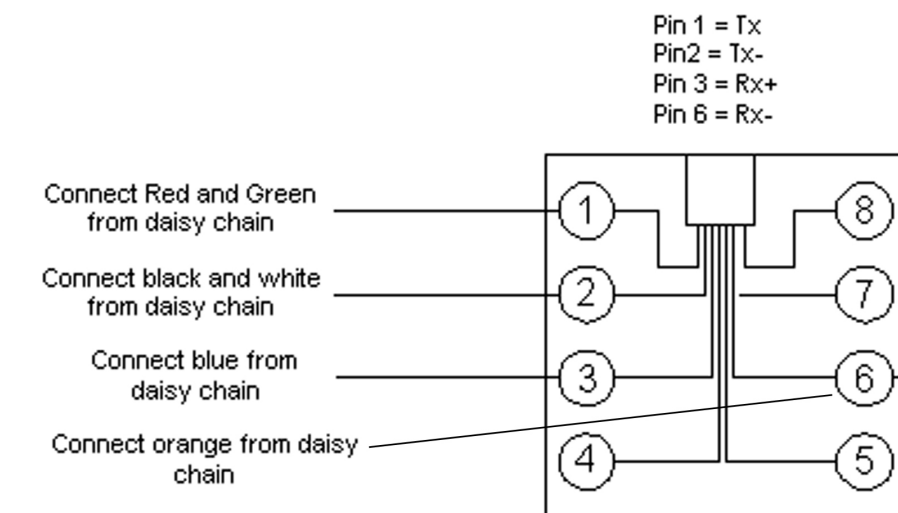 Pin 1 = Tx
Pin2 = Tx-
Pin 3 = Rx+
Pin 6 = Rx-
Connect Red and Green
from daisy chain
1
8
Connect black and white
from daisy chain
2
7
Connect blue from
daisy chain
3
6
Connect orange from daisy
chain
4
5